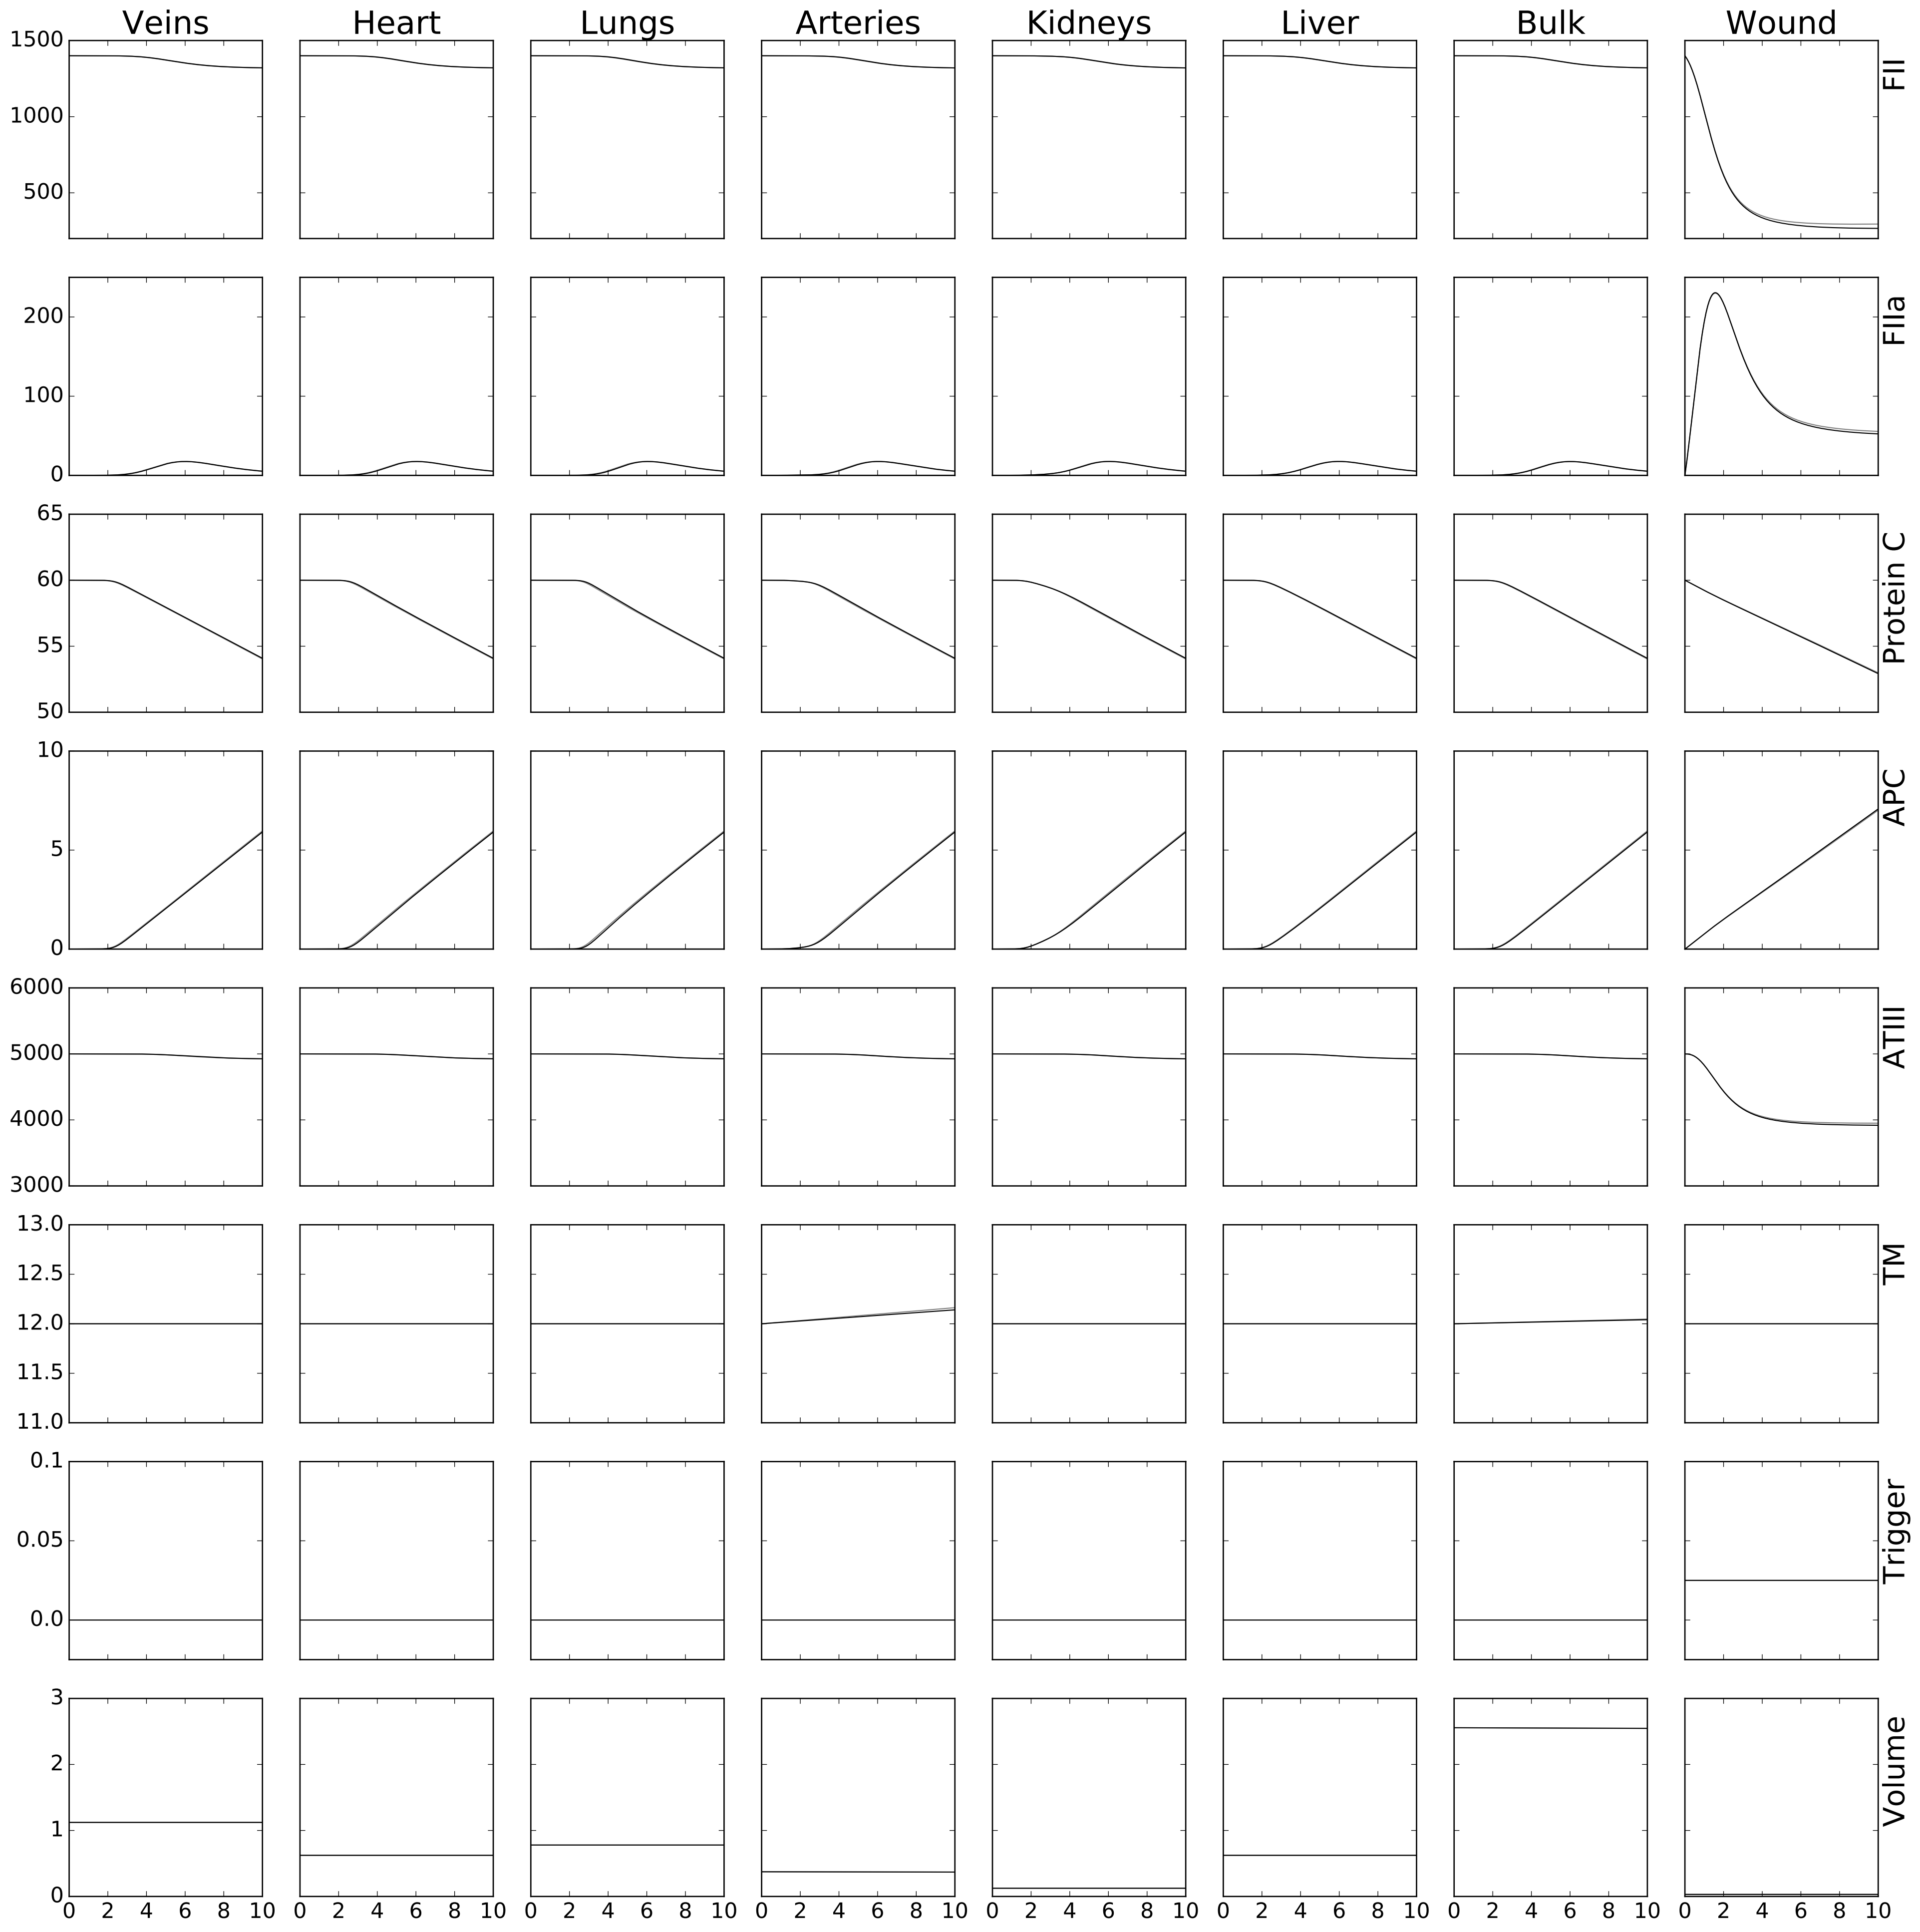 Veins Heart Lungs Arteries Kidneys Liver Bulk Wound
1500
1000
500
FII
200
100
0
FIIa
65
60
55
50
Protein C
10
5
0
APC
6000
5000
4000
3000
ATIII
13.0
12.5
12.0
11.5
11.0
TM
0.1
0.05
0.0
Trigger
3
2
1
0
Volume
0 2 4 6 8 10 0 2 4 6 8 10 0 2 4 6 8 10 0 2 4 6 8 10 0 2 4 6 8 10 0 2 4 6 8 10 0 2 4 6 8 10 0 2 4 6 8 10